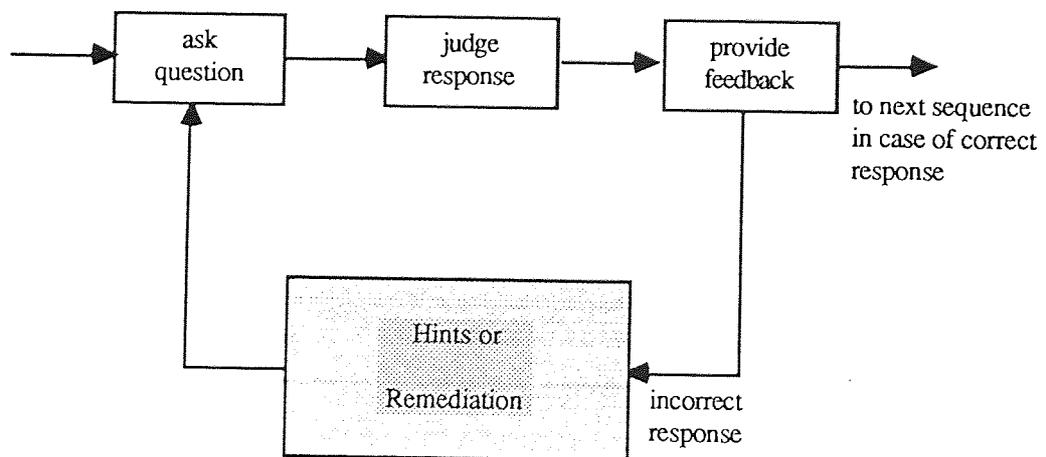 ask
question
judge
response
provide
feedback
to next sequence
in case of correct
response
Hints or
Remediation
incorrect
response